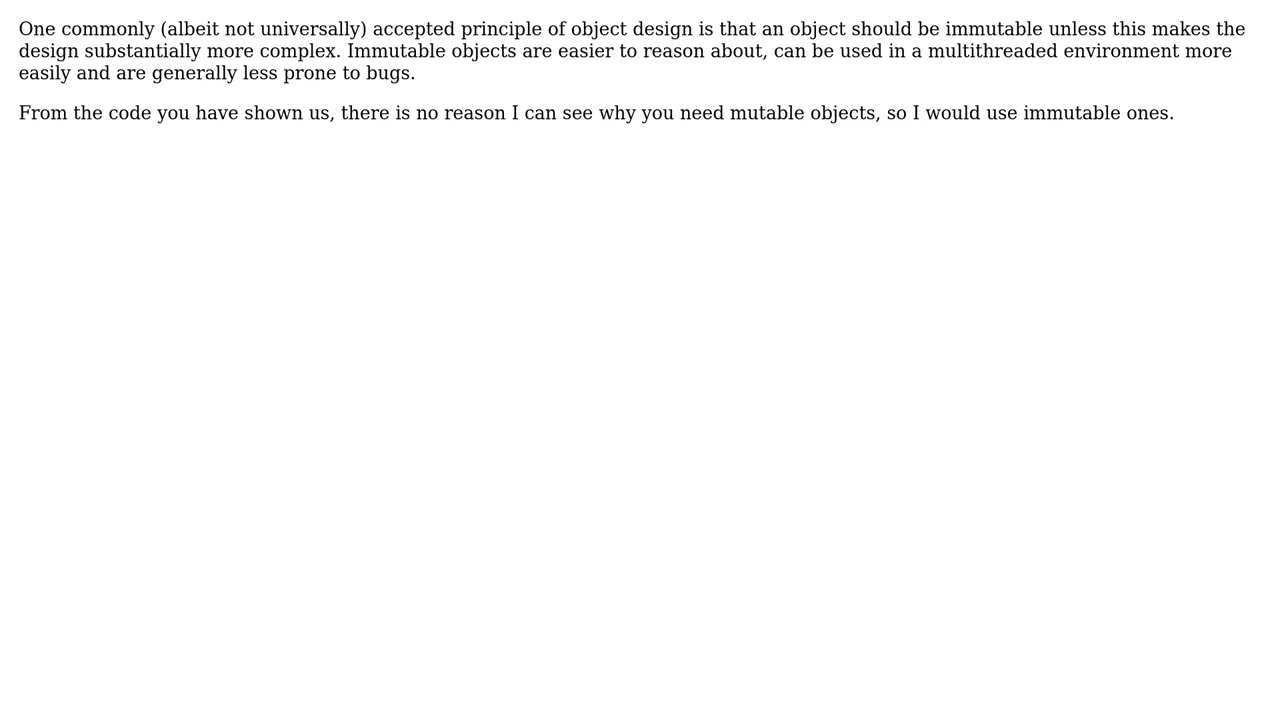 One commonly (albeit not universally) accepted principle of object design is that an object should be immutable unless this makes the
design substantially more complex. Immutable objects are easier to reason about, can be used in a multithreaded environment more
easily and are generally less prone to bugs.
From the code you have shown us, there is no reason I can see why you need mutable objects, so I would use immutable ones.